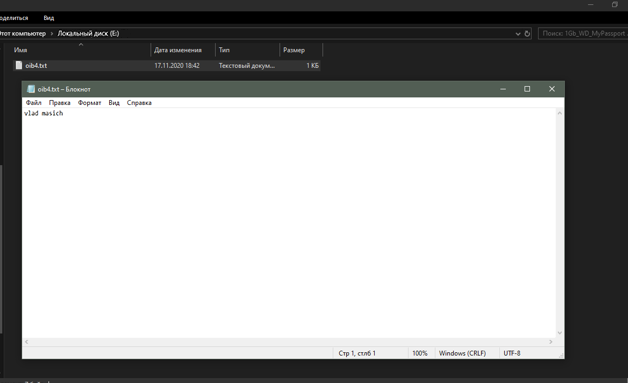 оделиться Вид
Этот компьютер > Локальный диск (E:)
Поиск: 1Gb_WD_MyPassport
Имя Дата изменения Тип Размер
oib4.txt 17.11.2020 18:42 Текстовый докум... 1 КБ
oib4.txt – Блокнот
Файл Правка Формат Вид Справка
vlad masich
Стр 1, стлб 1 100% Windows (CRLF) UTF-8